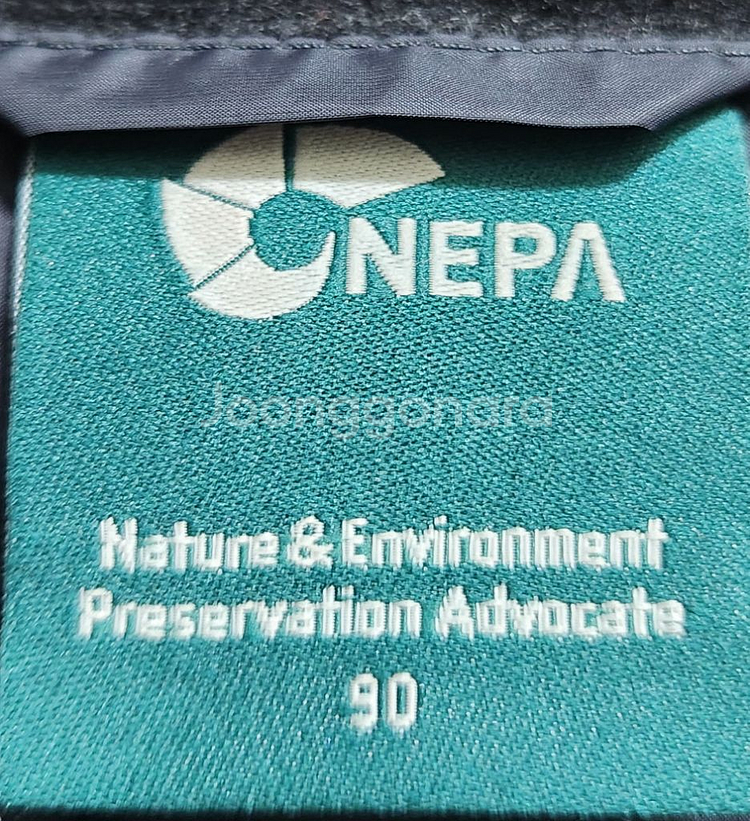 NEPA
Joonggonara
Nature & Environment
Preservation Advocate
90